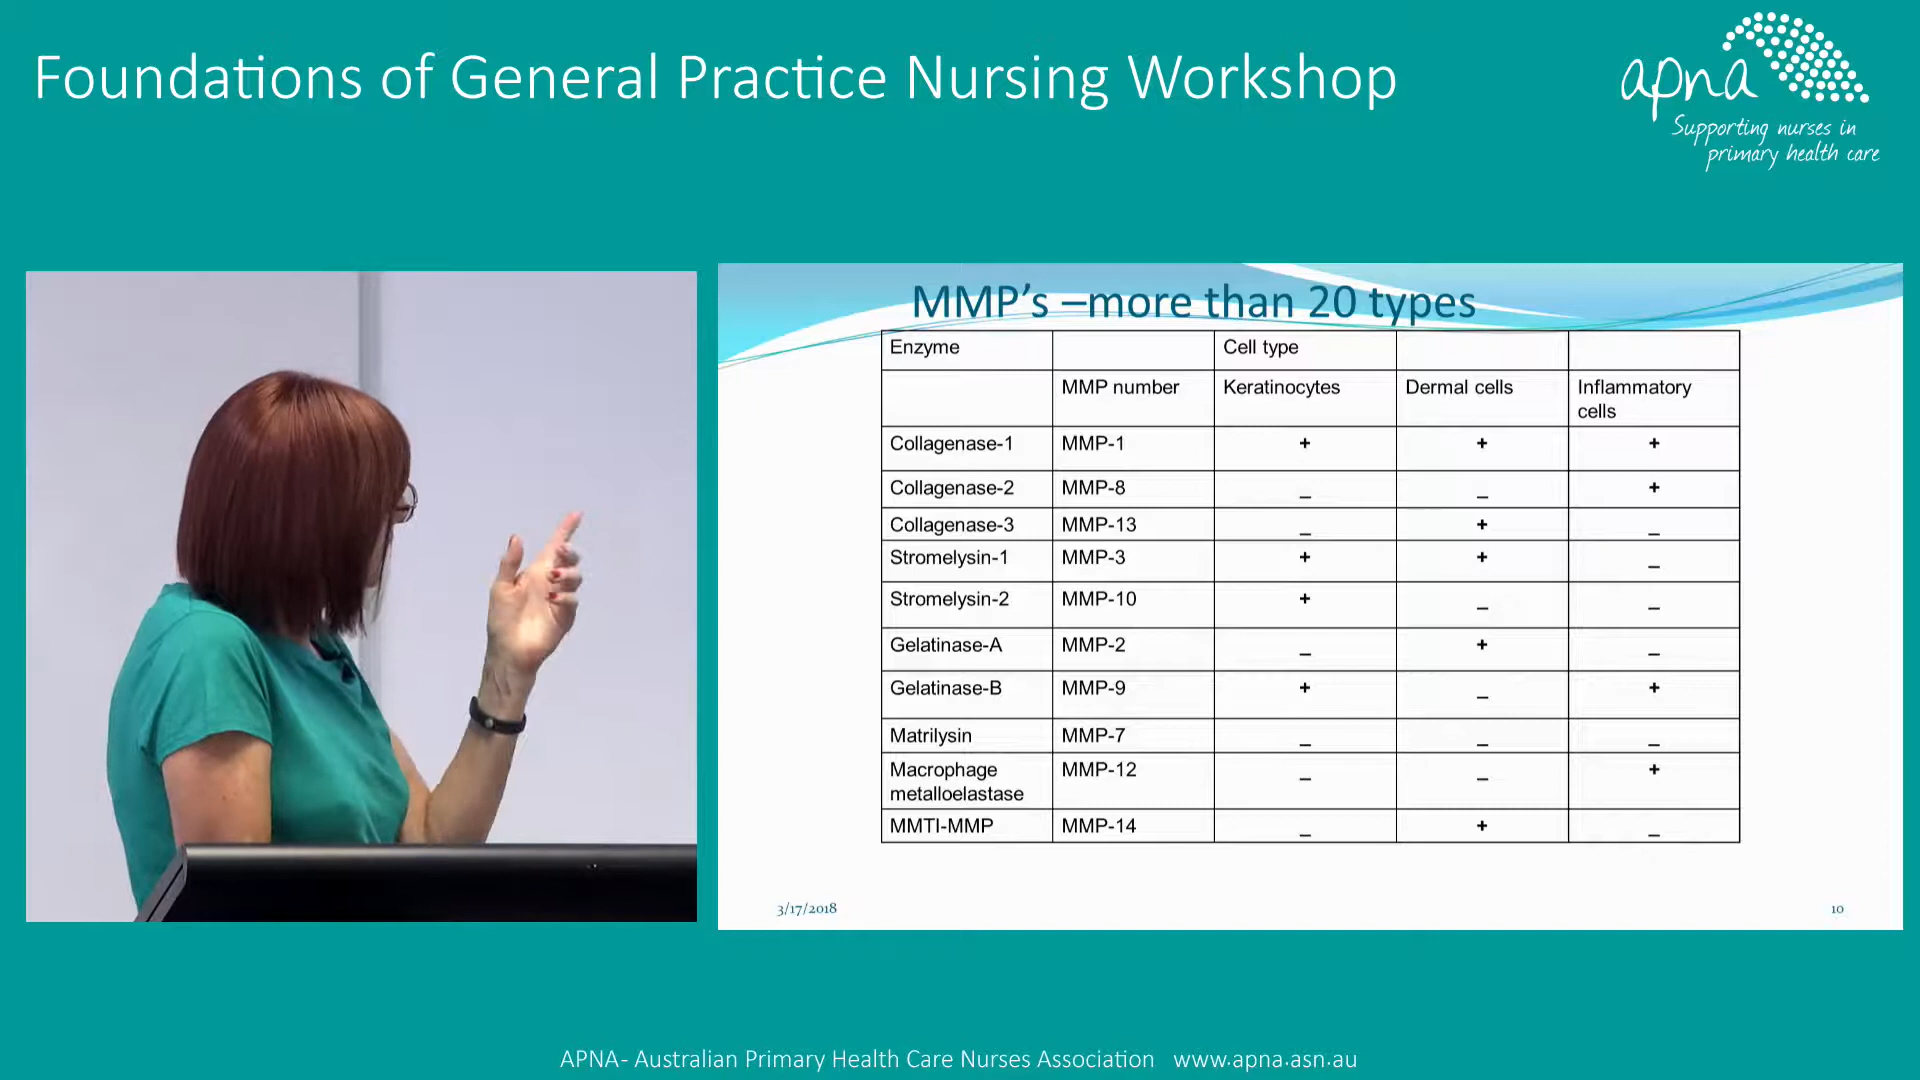 Foundations of General Practice Nursing Workshop
apna
Supporting nurses in
primary health care
MMP's –more than 20 types
Enzyme Cell type
MMP number Keratinocytes Dermal cells Inflammatory cells
Collagenase-1 MMP-1 + + +
Collagenase-2 MMP-8 _ _ +
Collagenase-3 MMP-13 _ + _
Stromelysin-1 MMP-3 + + _
Stromelysin-2 MMP-10 + _ _
Gelatinase-A MMP-2 _ + _
Gelatinase-B MMP-9 + _ +
Matrilysin MMP-7 _ _ _
Macrophage metalloelastase MMP-12 _ _ +
MMTI-MMP MMP-14 _ + _
3/17/2018 10
APNA- Australian Primary Health Care Nurses Association www.apna.asn.au